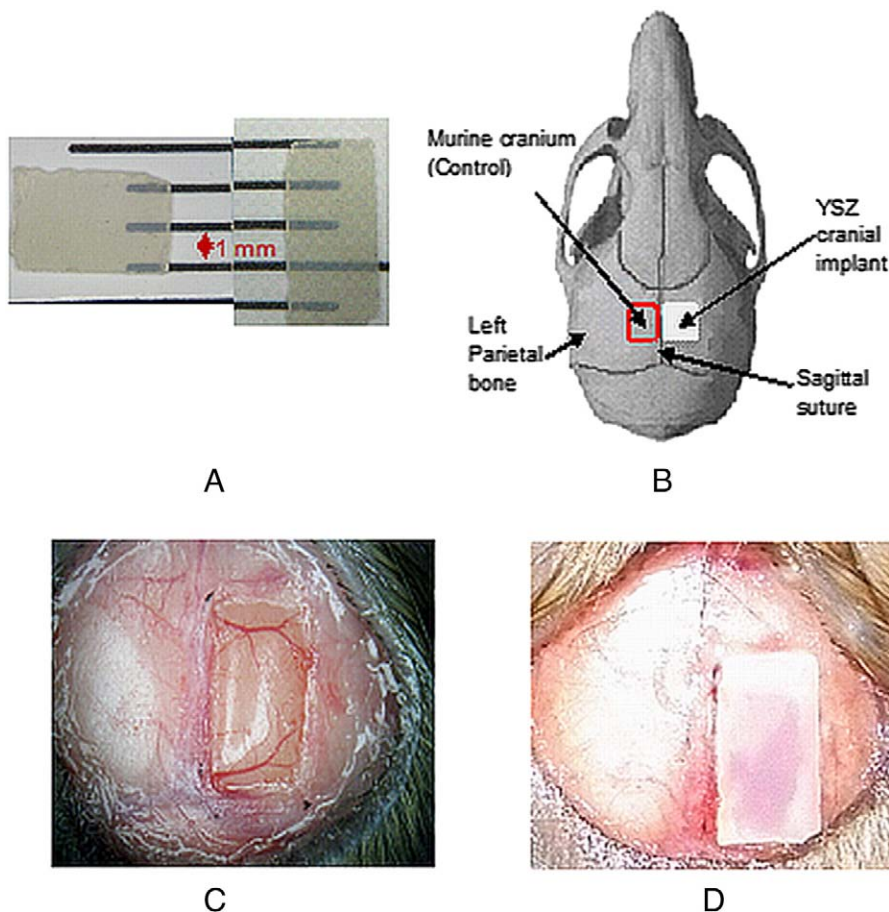 1 mm
Murine cranium
(Control)
YSZ
cranial
implant
Left
Parietal
bone
Sagittal
suture
A
B
C
D